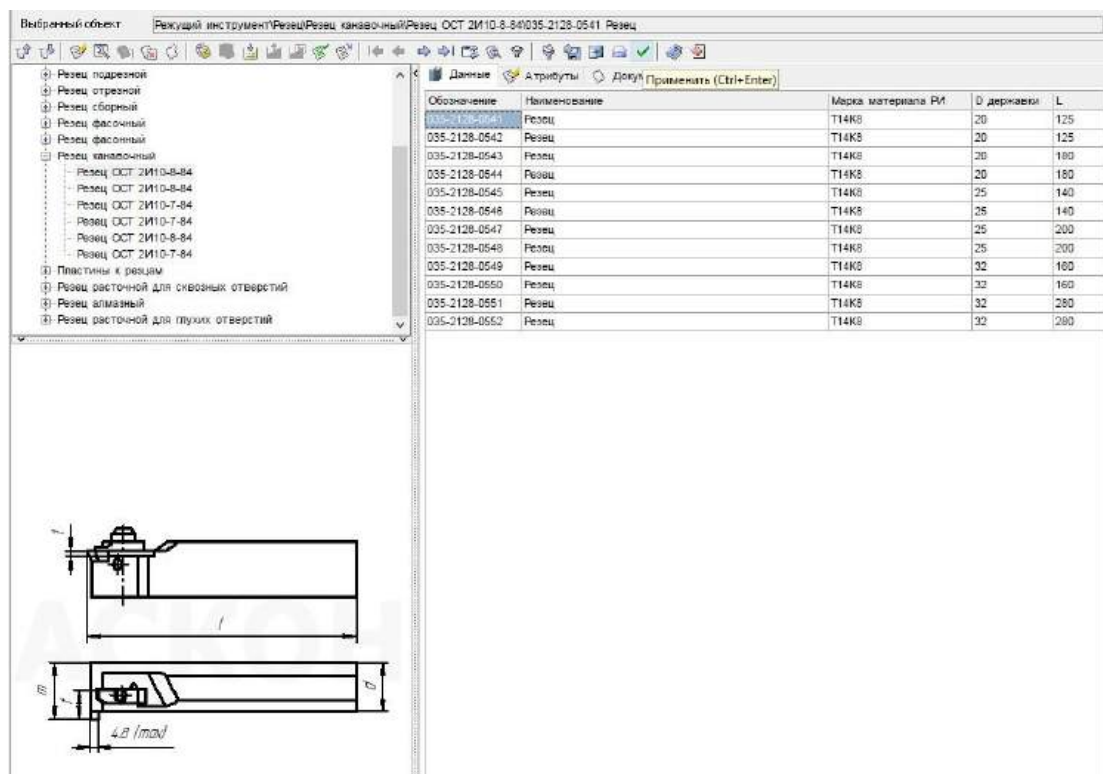 Выбранный объект Режущий инструмент\Резец\Резец канавочный\Резец ОСТ 2И10-8-84\035-2128-0541 Резец
Резец подрезной
Резец отрезной
Резец сборный
Резец фасочный
Резец фасонный
Резец канавочный
Резец ОСТ 2И10-8-84
Резец ОСТ 2И10-8-84
Резец ОСТ 2И10-7-84
Резец ОСТ 2И10-7-84
Резец ОСТ 2И10-8-84
Резец ОСТ 2И10-7-84
Пластины к резцам
Резец расточной для сквозных отверстий
Резец алмазный
Резец расточной для глухих отверстий
Данные Атрибуты Докум
Применить (Ctrl+Enter)
Обозначение Наименование Марка материала РИ D державки L
035-2128-0541 Резец Т14К8 20 125
035-2128-0542 Резец Т14К8 20 125
035-2128-0543 Резец Т14К8 20 180
035-2128-0544 Резец Т14К8 20 180
035-2128-0545 Резец Т14К8 25 140
035-2128-0546 Резец Т14К8 25 140
035-2128-0547 Резец Т14К8 25 200
035-2128-0548 Резец Т14К8 25 200
035-2128-0549 Резец Т14К8 32 160
035-2128-0550 Резец Т14К8 32 160
035-2128-0551 Резец Т14К8 32 280
035-2128-0552 Резец Т14К8 32 280
АСКОН
l
m
f
d
4.8 (max)